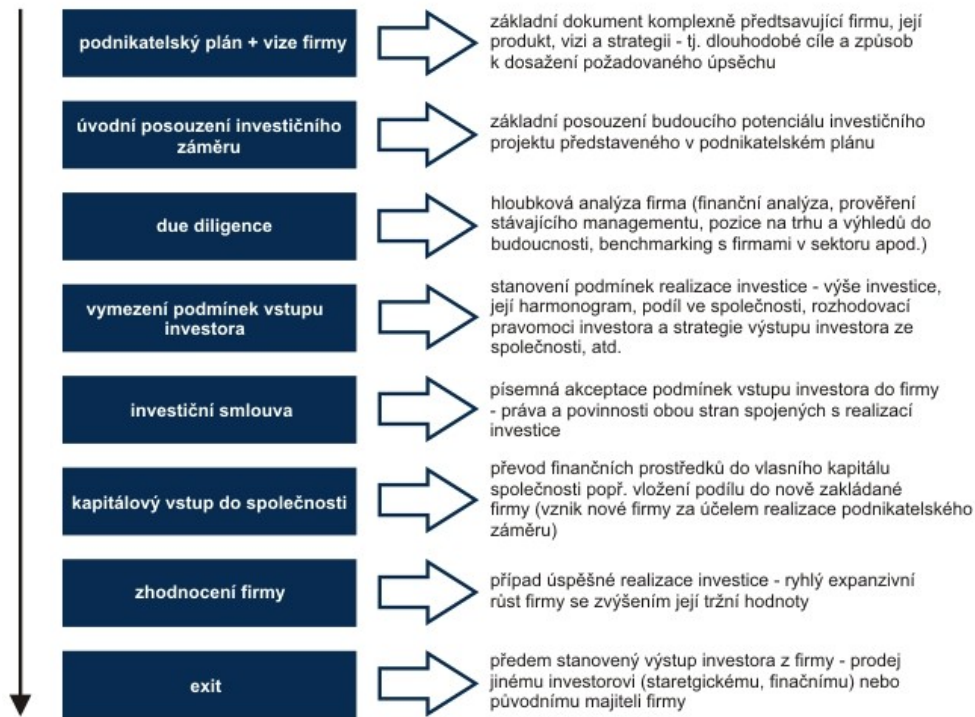 podnikatelský plán + vize firmy
základní dokument komplexně předtsavující firmu, její
produkt, vizi a strategii - tj. dlouhodobé cíle a způsob
k dosažení požadovaného úpsěchu
úvodní posouzení investičního
záměru
základní posouzení budoucího potenciálu investičního
projektu představeného v podnikatelském plánu
due diligence
hloubková analýza firma (finanční analýza, prověření
stávajícího managementu, pozice na trhu a výhledů do
budoucnosti, benchmarking s firmami v sektoru apod.)
vymezení podmínek vstupu
investora
stanovení podmínek realizace investice - výše investice,
její harmonogram, podíl ve společnosti, rozhodovací
pravomoci investora a strategie výstupu investora ze
společnosti, atd.
investiční smlouva
písemná akceptace podmínek vstupu investora do firmy
- práva a povinnosti obou stran spojených s realizací
investice
kapitálový vstup do společnosti
převod finančních prostředků do vlasního kapitálu
společnosti popř. vložení podílu do nově zakládané
firmy (vznik nové firmy za účelem realizace podnikatelského
záměru)
zhodnocení firmy
případ úspěšné realizace investice - ryhlý expanzivní
růst firmy se zvýšením její tržní hodnoty
exit
předem stanovený výstup investora z firmy - prodej
jinému investorovi (staretgickému, finačnímu) nebo
původnímu majiteli firmy